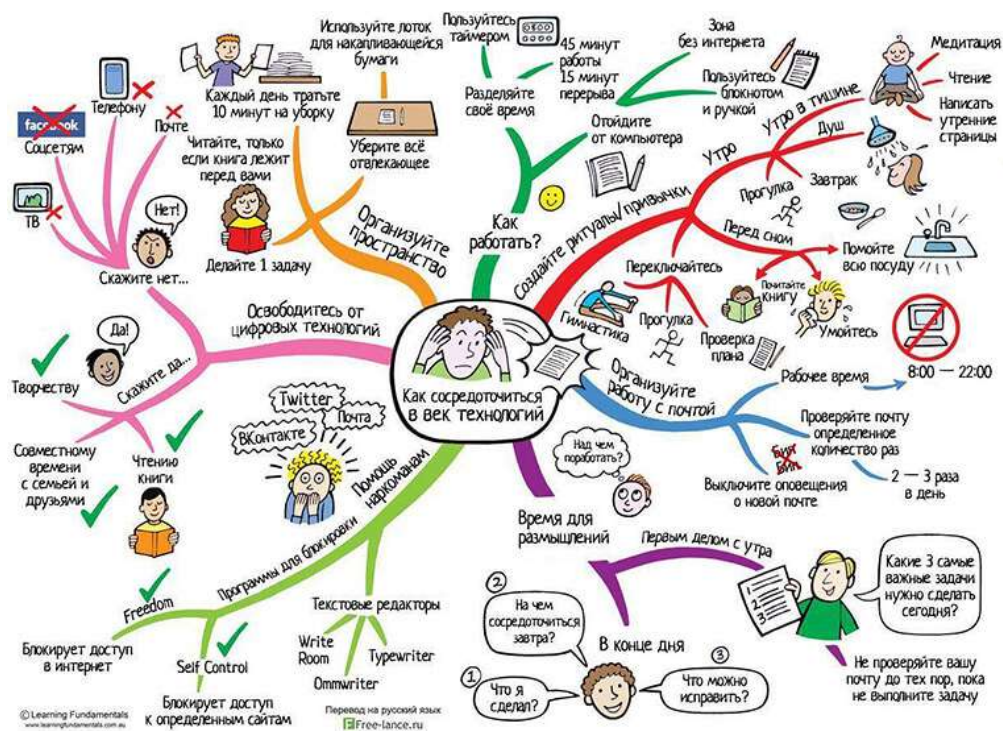 Как сосредоточиться
в век технологий
Как
работать?
Разделяйте
своё время
Пользуйтесь
таймером
45 минут
работы
15 минут
перерыва
Отойдите
от компьютера
Зона
без интернета
Пользуйтесь
блокнотом
и ручкой
Создайте ритуалы/привычки
Утро
Утро в тишине
Медитация
Чтение
Написать
утренние
страницы
Душ
Завтрак
Прогулка
Перед сном
Помойте
всю посуду
Почитайте
книгу
Умойтесь
Переключайтесь
Гимнастика
Прогулка
Проверка
плана
Организуйте
работу с почтой
Рабочее время
8:00 — 22:00
Проверяйте почту
определенное
количество раз
2 — 3 раза
в день
Выключите оповещения
о новой почте
Время для
размышлений
Над чем
поработать?
Первым делом с утра
1
2
3
Какие 3 самые
важные задачи
нужно сделать
сегодня?
Не проверяйте вашу
почту до тех пор, пока
не выполните задачу
В конце дня
1
Что я
сделал?
2
На чем
сосредоточиться
завтра?
3
Что можно
исправить?
Помощь
наркоманам
Twitter
Почта
ВКонтакте
Программы для блокировки
Freedom
Блокирует доступ
в интернет
Self Control
Блокирует доступ
к определенным сайтам
Текстовые редакторы
Write
Room
Ommwriter
Typewriter
Освободитесь от
цифровых технологий
Скажите да...
Да!
Творчеству
Совместному
времени
с семьей и
друзьями
Чтению
книги
Скажите нет...
Нет!
ТВ
facebook
Соцсетям
Телефону
Почте
Организуйте
пространство
Делайте 1 задачу
Читайте, только
если книга лежит
перед вами
Каждый день тратьте
10 минут на уборку
Используйте лоток
для накапливающейся
бумаги
Уберите всё
отвлекающее
© Learning Fundamentals
www.learningfundamentals.com.au
Перевод на русский язык
Free-lance.ru